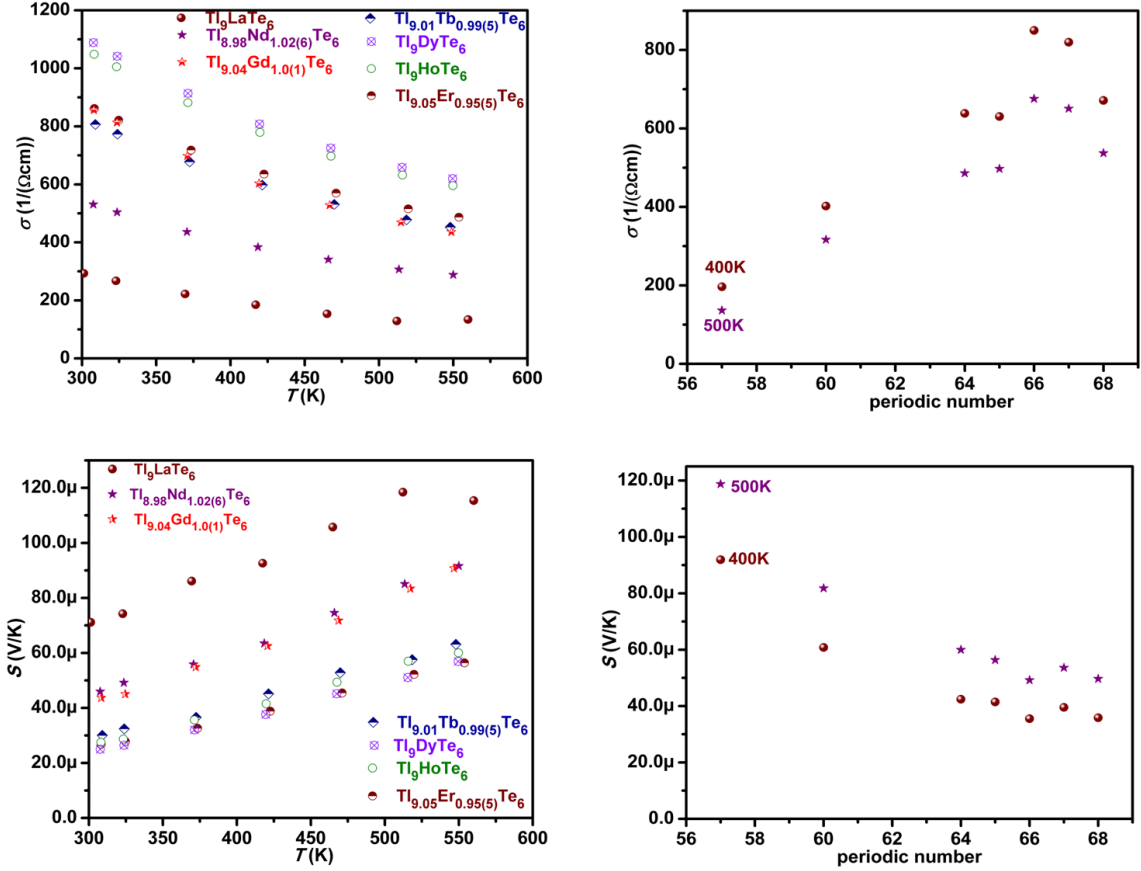 Tl9LaTe6
Tl8.98Nd1.02(6)Te6
Tl9.04Gd1.0(1)Te6
Tl9.01Tb0.99(5)Te6
Tl9DyTe6
Tl9HoTe6
Tl9.05Er0.95(5)Te6
σ (1/(Ωcm))
1200
1000
800
600
400
200
0
300 350 400 450 500 550 600
T (K)
σ (1/(Ωcm)
800
600
400
200
0
400K
500K
56 58 60 62 64 66 68
periodic number
Tl9LaTe6
Tl8.98Nd1.02(6)Te6
Tl9.04Gd1.0(1)Te6
S (V/K)
120.0μ
100.0μ
80.0μ
60.0μ
40.0μ
20.0μ
0.0
Tl9.01Tb0.99(5)Te6
Tl9DyTe6
Tl9HoTe6
Tl9.05Er0.95(5)Te6
300 350 400 450 500 550 600
T (K)
S (V/K)
120.0μ
100.0μ
80.0μ
60.0μ
40.0μ
20.0μ
0.0
500K
400K
56 58 60 62 64 66 68
periodic number